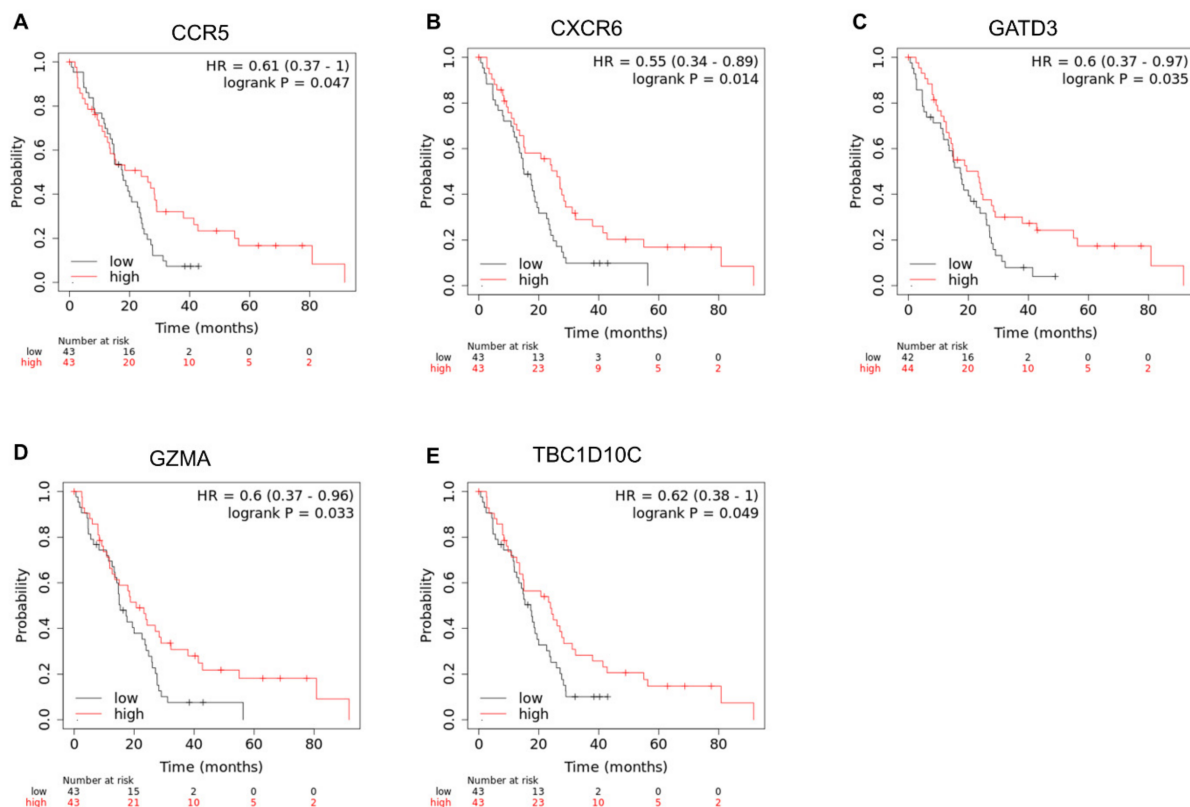 A
CCR5
HR = 0.61 (0.37 - 1)
logrank P = 0.047
Probability
1.0
0.8
0.6
0.4
0.2
0.0
low
high
0 20 40 60 80
Time (months)
Number at risk
low 43 16 2 0 0
high 43 20 10 5 2
B
CXCR6
HR = 0.55 (0.34 - 0.89)
logrank P = 0.014
Probability
1.0
0.8
0.6
0.4
0.2
0.0
low
high
0 20 40 60 80
Time (months)
Number at risk
low 43 13 3 0 0
high 43 23 9 5 2
C
GATD3
HR = 0.6 (0.37 - 0.97)
logrank P = 0.035
Probability
1.0
0.8
0.6
0.4
0.2
0.0
low
high
0 20 40 60 80
Time (months)
Number at risk
low 42 16 2 0 0
high 44 20 10 5 2
D
GZMA
HR = 0.6 (0.37 - 0.96)
logrank P = 0.033
Probability
1.0
0.8
0.6
0.4
0.2
0.0
low
high
0 20 40 60 80
Time (months)
Number at risk
low 43 15 2 0 0
high 43 21 10 5 2
E
TBC1D10C
HR = 0.62 (0.38 - 1)
logrank P = 0.049
Probability
1.0
0.8
0.6
0.4
0.2
0.0
low
high
0 20 40 60 80
Time (months)
Number at risk
low 43 13 2 0 0
high 43 23 10 5 2